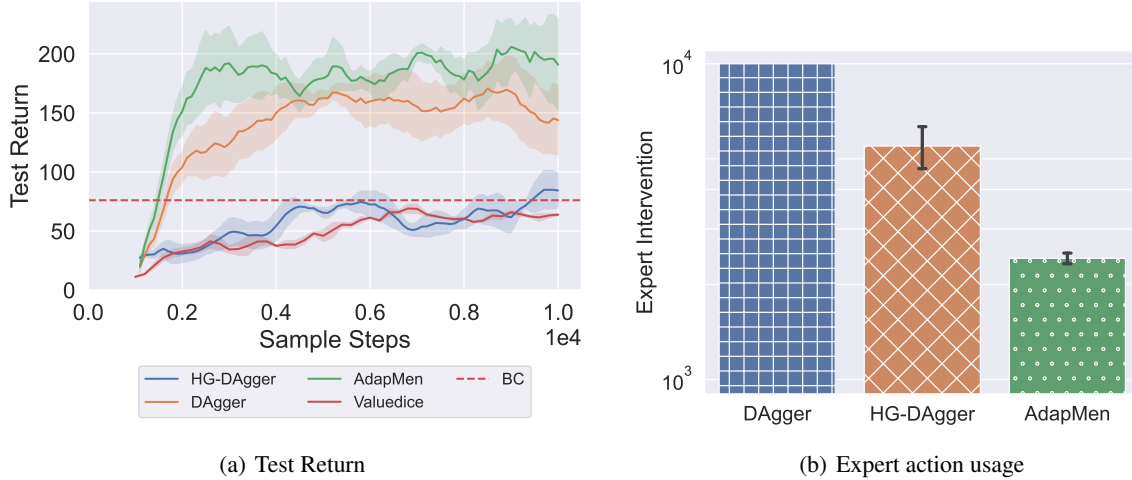 Test Return
200
150
100
50
0
0.0 0.2 0.4 0.6 0.8 1.0
1e4
Sample Steps
HG-DAgger AdapMen BC
DAgger Valuedice
(a) Test Return
Expert Intervention
10^4
10^3
DAgger HG-DAgger AdapMen
(b) Expert action usage